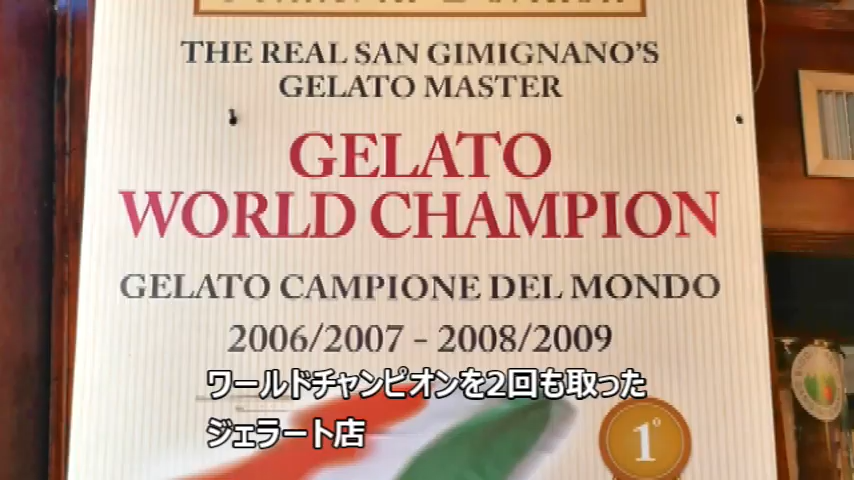 THE REAL SAN GIMIGNANO'S
GELATO MASTER
GELATO
WORLD CHAMPION
GELATO CAMPIONE DEL MONDO
2006/2007 - 2008/2009
ワールドチャンピオンを2回も取った
ジェラート店
1°